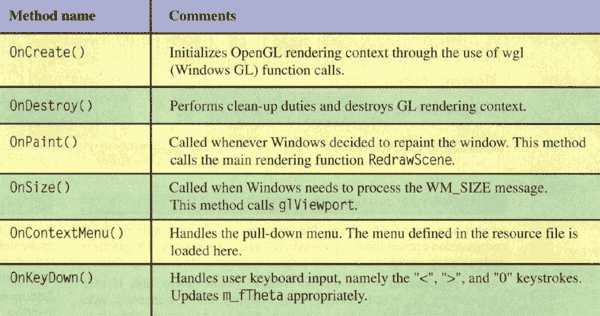 Method name Comments
OnCreate() Initializes OpenGL rendering context through the use of wgl
(Windows GL) function calls.
OnDestroy() Performs clean-up duties and destroys GL rendering context.
OnPaint() Called whenever Windows decided to repaint the window. This method
calls the main rendering function RedrawScene.
OnSize() Called when Windows needs to process the WM_SIZE message.
This method calls glViewport.
OnContextMenu() Handles the pull-down menu. The menu defined in the resource file is
loaded here.
OnKeyDown() Handles user keyboard input, namely the "<", ">", and "0" keystrokes.
Updates m_fTheta appropriately.